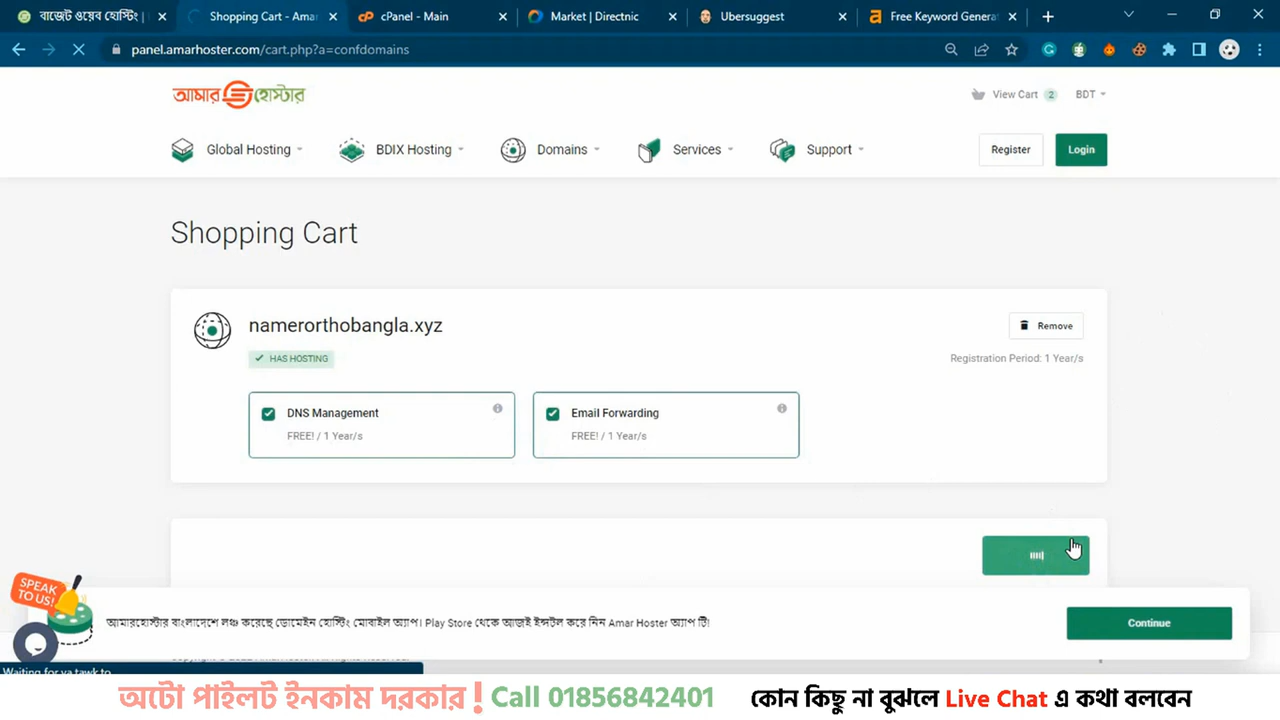 বাজেট ওয়েব হোস্টিং |
Shopping Cart - Amar
cPanel - Main
Market | Directnic
Ubersuggest
Free Keyword Genera
panel.amarhoster.com/cart.php?a=confdomains
আমার হোস্টার
View Cart 2
BDT
Global Hosting
BDIX Hosting
Domains
Services
Support
Register
Login
Shopping Cart
namerorthobangla.xyz
Remove
HAS HOSTING
Registration Period: 1 Year/s
DNS Management
FREE! / 1 Year/s
Email Forwarding
FREE! / 1 Year/s
SPEAK
TO US!
আমারহোস্টার বাংলাদেশে লঞ্চ করেছে ডোমেইন হোস্টিং মোবাইল অ্যাপ। Play Store থেকে আজই ইন্সটল করে নিন Amar Hoster অ্যাপ টি!
Continue
Waiting for va.tawk.to
অটো পাইলট ইনকাম দরকার ! Call 01856842401
কোন কিছু না বুঝলে Live Chat এ কথা বলবেন